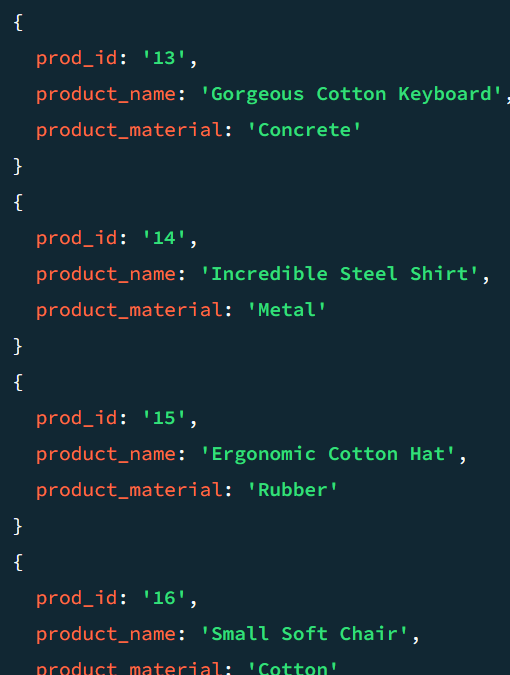 {
prod_id: '13',
product_name: 'Gorgeous Cotton Keyboard',
product_material: 'Concrete'
}
{
prod_id: '14',
product_name: 'Incredible Steel Shirt',
product_material: 'Metal'
}
{
prod_id: '15',
product_name: 'Ergonomic Cotton Hat',
product_material: 'Rubber'
}
{
prod_id: '16',
product_name: 'Small Soft Chair',
product_material: 'Cotton'